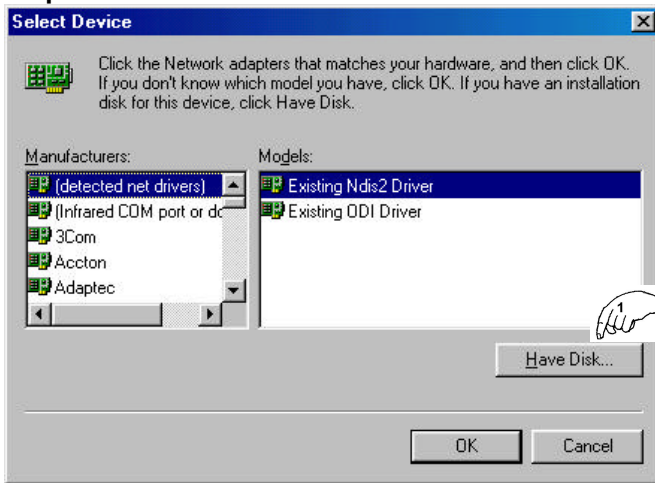 Select Device
Click the Network adapters that matches your hardware, and then click OK.
If you don't know which model you have, click OK. If you have an installation
disk for this device, click Have Disk.
Manufacturers:
Models:
(detected net drivers)
(Infrared COM port or do
3Com
Accton
Adaptec
Existing Ndis2 Driver
Existing ODI Driver
1
Have Disk...
OK
Cancel